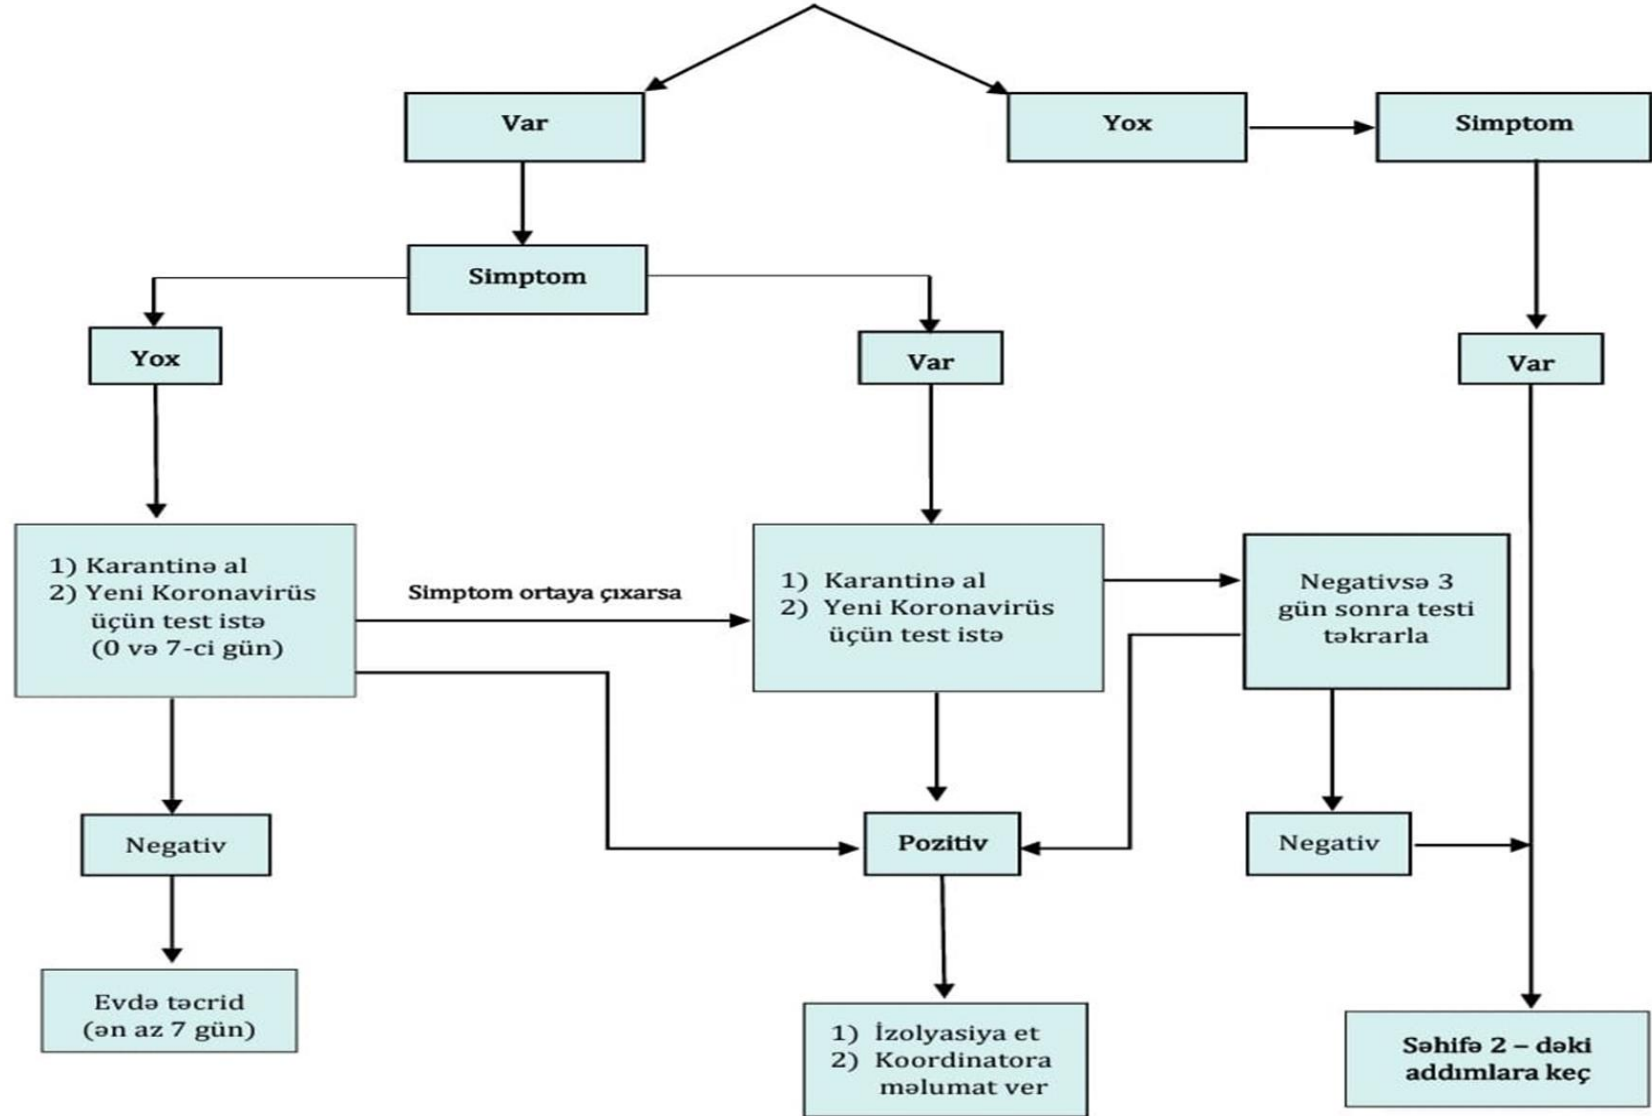 Var
Yox
Simptom
Simptom
Yox
Var
Var
1) Karantinə al
2) Yeni Koronavirüs
üçün test istə
(0 və 7-ci gün)
Simptom ortaya çıxarsa
1) Karantinə al
2) Yeni Koronavirüs
üçün test istə
Negativsə 3
gün sonra testi
təkrarla
Negativ
Pozitiv
Negativ
Evdə təcrid
(ən az 7 gün)
1) İzolyasiya et
2) Koordinatora
məlumat ver
Səhifə 2 – dəki
addımlara keç